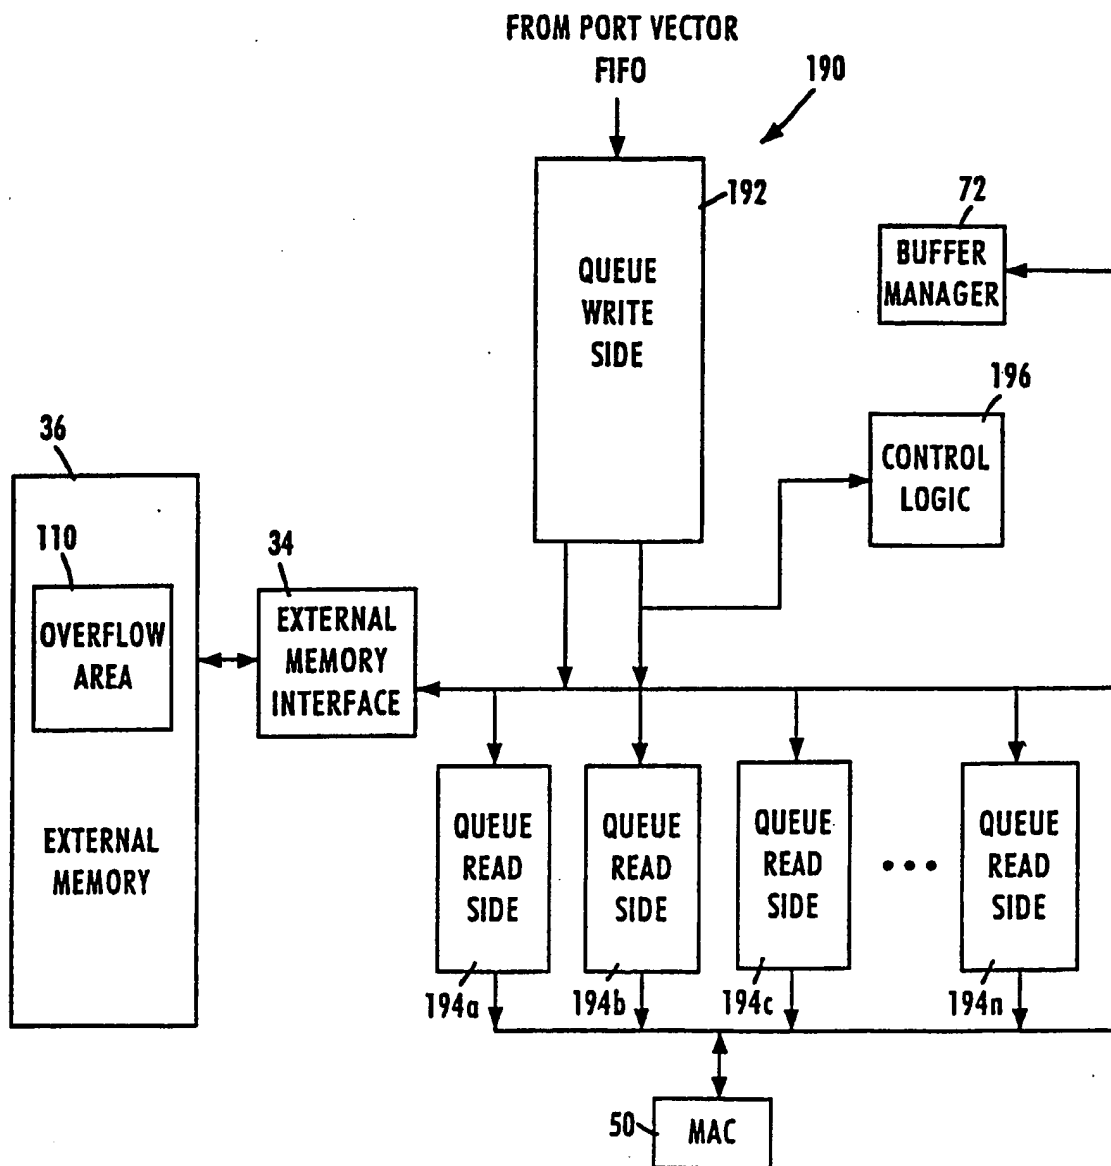 FROM PORT VECTOR
FIFO
190
192
QUEUE
WRITE
SIDE
72
BUFFER
MANAGER
196
CONTROL
LOGIC
36
110
OVERFLOW
AREA
EXTERNAL
MEMORY
34
EXTERNAL
MEMORY
INTERFACE
QUEUE
READ
SIDE
194a
QUEUE
READ
SIDE
194b
QUEUE
READ
SIDE
194c
QUEUE
READ
SIDE
194n
50
MAC